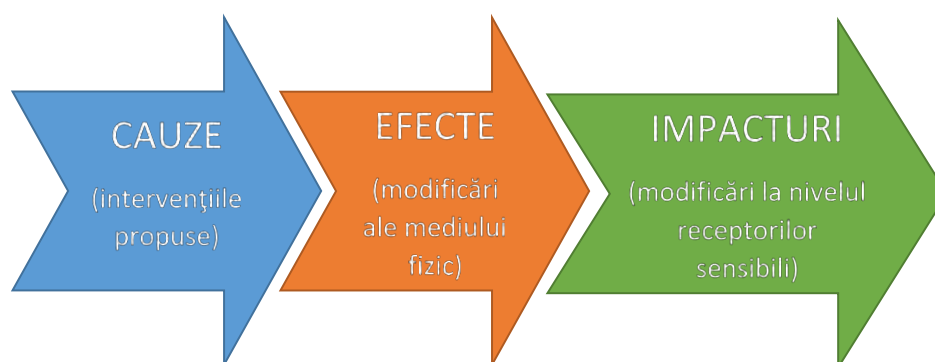 CAUZE
(intervenţiile
propuse)
EFECTE
(modificări
ale mediului
fizic)
IMPACTURI
(modificări la nivelul
receptorilor
sensibili)